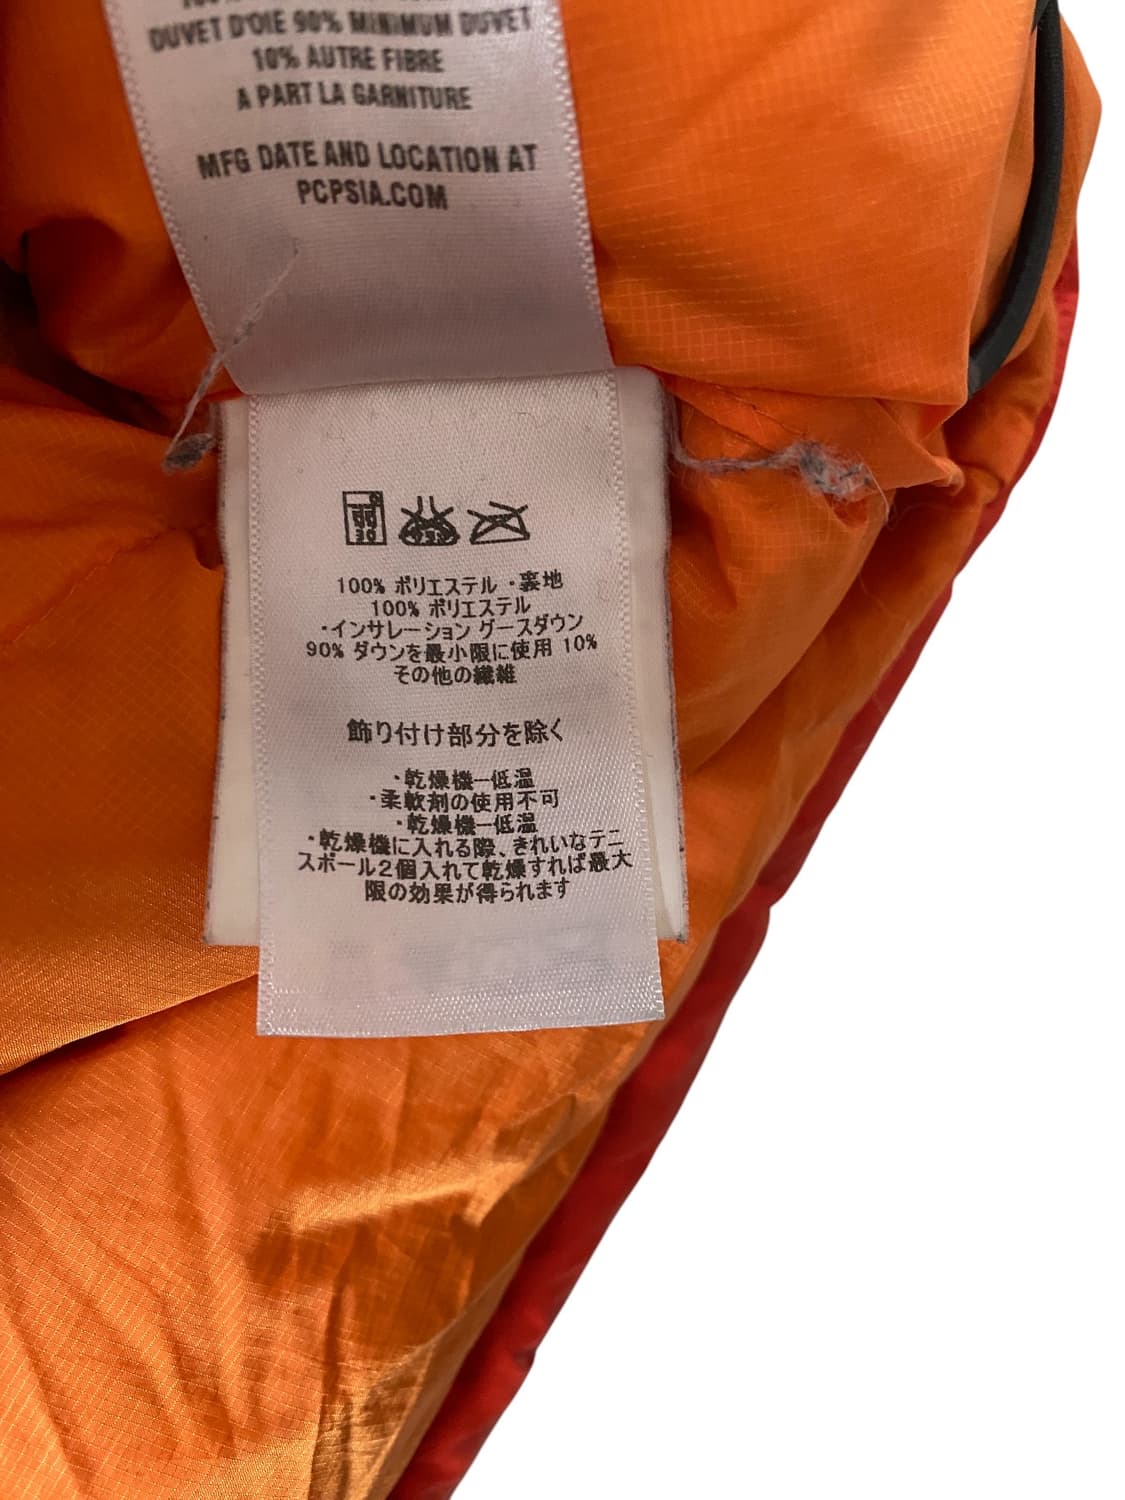 DUVET D'OIE 90% MINIMUM DUVET
10% AUTRE FIBRE
A PART LA GARNITURE
MFG DATE AND LOCATION AT
PCPSIA.COM
100% ポリエステル ・裏地
100% ポリエステル
・インサレーション グースダウン
90% ダウンを最小限に使用 10%
その他の繊維
飾り付け部分を除く
・乾燥機ー低温
・柔軟剤の使用不可
・乾燥機ー低温
・乾燥機に入れる際、きれいなテニ
スボール2個入れて乾燥すれば最大
限の効果が得られます